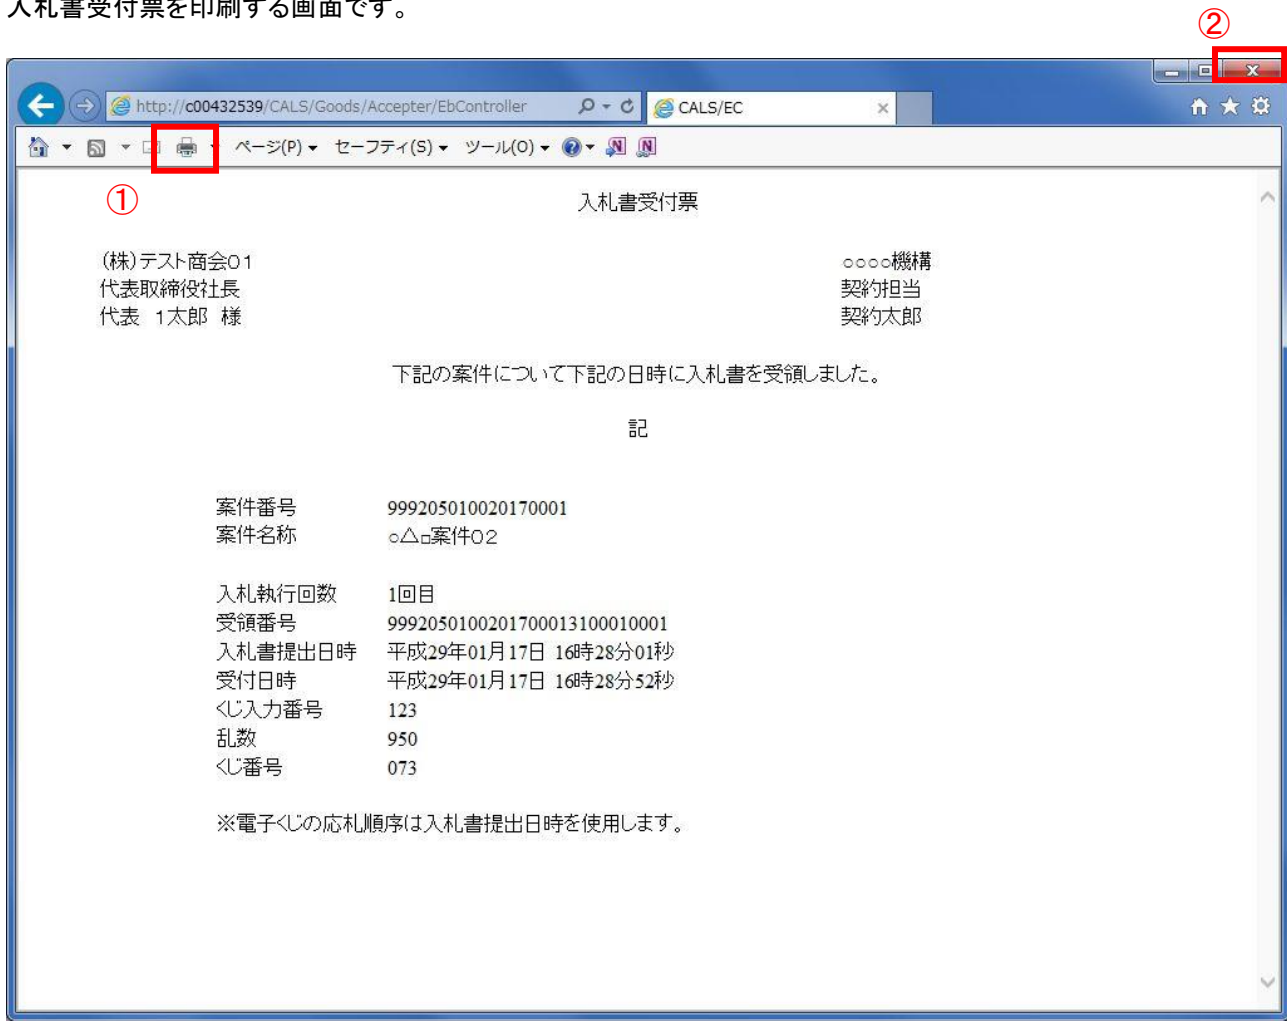 入札書受付票を印刷する画面です。
②
http://c00432539/CALS/Goods/Accepter/EbController
CALS/EC
ページ(P) セーフティ(S) ツール(O)
①
入札書受付票
(株)テスト商会01
○○○○機構
代表取締役社長
契約担当
代表 1太郎 様
契約太郎
下記の案件について下記の日時に入札書を受領しました。
記
案件番号 999205010020170001
案件名称 ○△□案件02
入札執行回数 1回目
受領番号 9992050100201700013100010001
入札書提出日時 平成29年01月17日 16時28分01秒
受付日時 平成29年01月17日 16時28分52秒
くじ入力番号 123
乱数 950
くじ番号 073
※電子くじの応札順序は入札書提出日時を使用します。